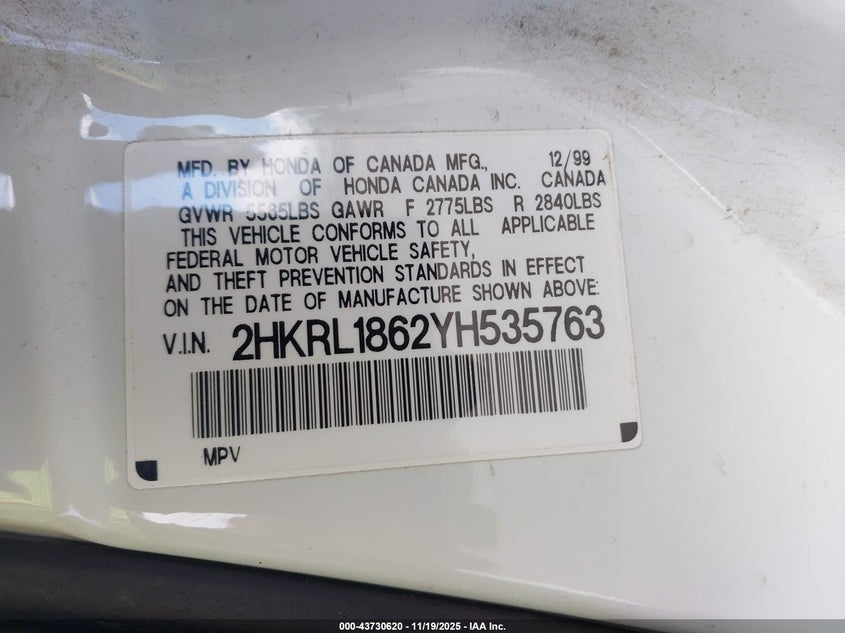 MFD. BY HONDA OF CANADA MFG., 12/99
A DIVISION OF HONDA CANADA INC. CANADA
GVWR 5565LBS GAWR F 2775LBS R 2840LBS
THIS VEHICLE CONFORMS TO ALL APPLICABLE
FEDERAL MOTOR VEHICLE SAFETY,
AND THEFT PREVENTION STANDARDS IN EFFECT
ON THE DATE OF MANUFACTURE SHOWN ABOVE:
V.I.N. 2HKRL1862YH535763
MPV
000-43730620 - 11/19/2025 - IAA Inc.